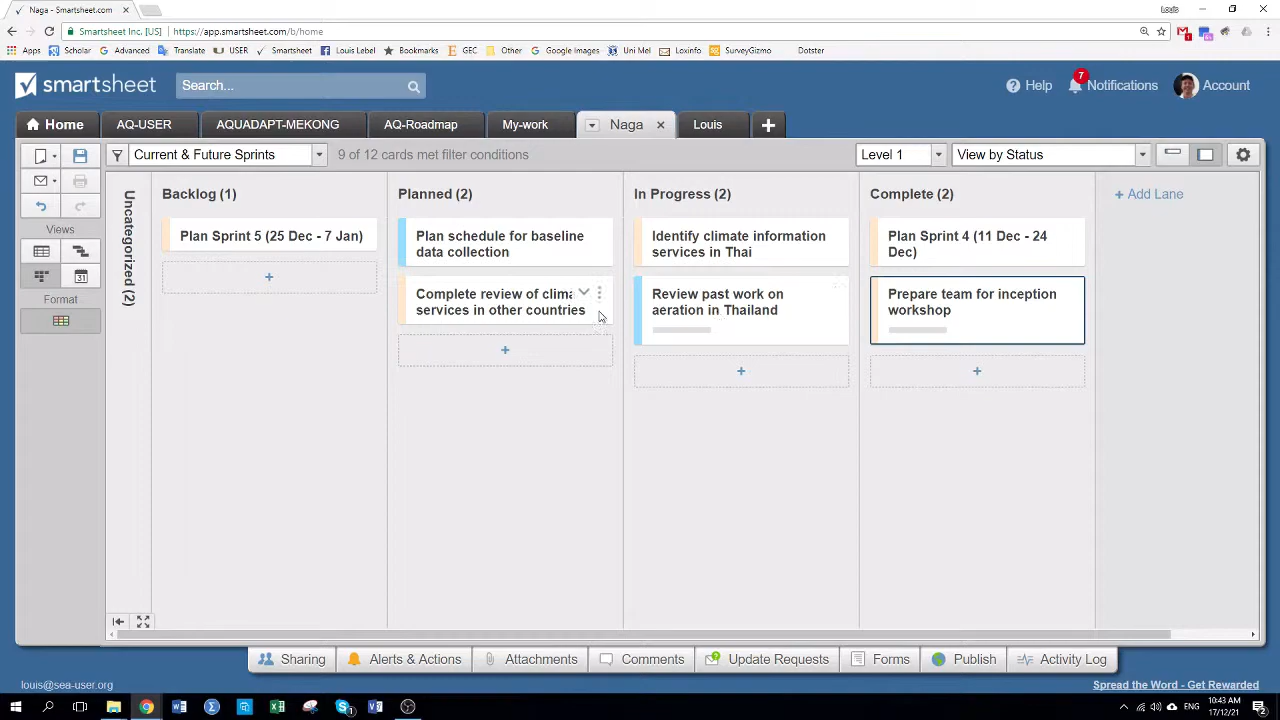 Naga - Smartsheet.com
Louis
Smartsheet Inc. [US] https://app.smartsheet.com/b/home
Apps Scholar Advanced Translate USER Smartsheet Louis Lebel Bookmarks GEC User Google Images Uni Mel Loxinfo SurveyGizmo Dotster
smartsheet Search... Help 7 Notifications Account
Home AQ-USER AQUADAPT-MEKONG AQ-Roadmap My-work Naga Louis
Current & Future Sprints 9 of 12 cards met filter conditions Level 1 View by Status
Views
31
Format
Uncategorized (2)
Backlog (1)
Plan Sprint 5 (25 Dec - 7 Jan)
+
Planned (2)
Plan schedule for baseline
data collection
Complete review of clima
services in other countries
+
In Progress (2)
Identify climate information
services in Thai
Review past work on
aeration in Thailand
+
Complete (2)
Plan Sprint 4 (11 Dec - 24
Dec)
Prepare team for inception
workshop
+
+ Add Lane
Sharing Alerts & Actions Attachments Comments Update Requests Forms Publish Activity Log
louis@sea-user.org
Spread the Word - Get Rewarded
ENG
10:43 AM
17/12/21